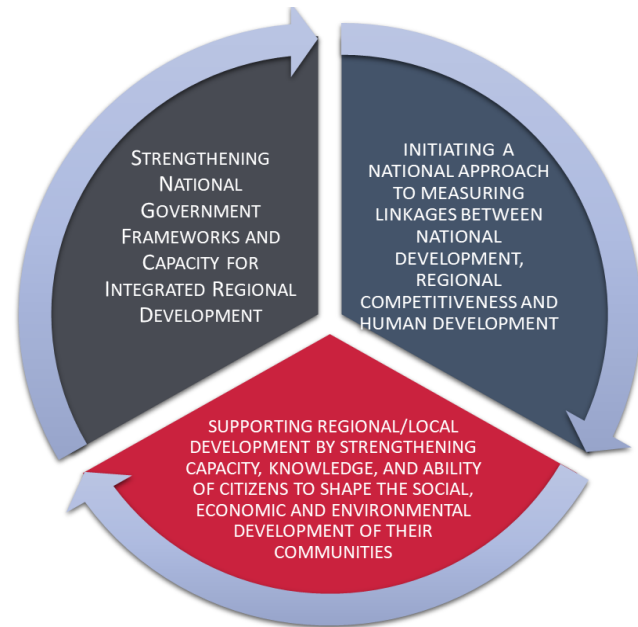 STRENGTHENING
NATIONAL
GOVERNMENT
FRAMEWORKS AND
CAPACITY FOR
INTEGRATED REGIONAL
DEVELOPMENT
INITIATING A
NATIONAL APPROACH
TO MEASURING
LINKAGES BETWEEN
NATIONAL
DEVELOPMENT,
REGIONAL
COMPETITIVENESS AND
HUMAN DEVELOPMENT
SUPPORTING REGIONAL/LOCAL
DEVELOPMENT BY STRENGTHENING
CAPACITY, KNOWLEDGE, AND ABILITY
OF CITIZENS TO SHAPE THE SOCIAL,
ECONOMIC AND ENVIRONMENTAL
DEVELOPMENT OF THEIR
COMMUNITIES